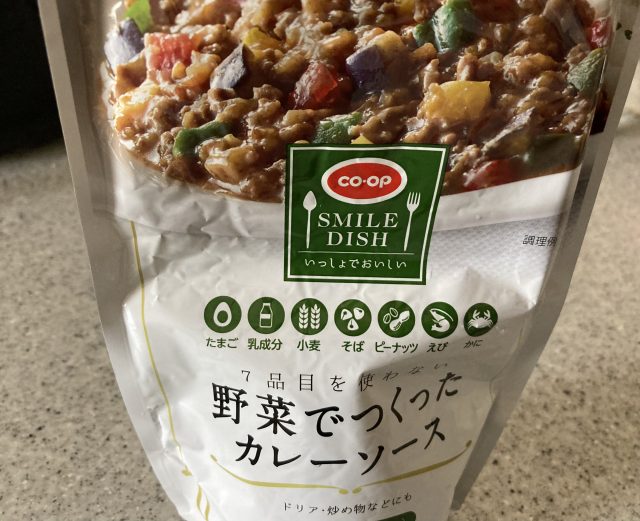 CO・OP
SMILE
DISH
いっしょでおいしい
調理例
たまご 乳成分 小麦 そば ピーナッツ えび かに
7品目を使わない
野菜でつくった
カレーソース
ドリア・炒め物などにも